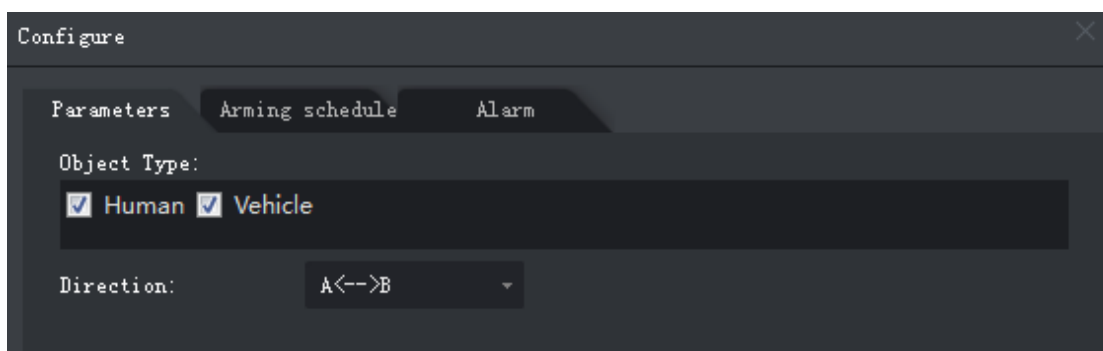 Configure
Parameters Arming schedule Alarm
Object Type:
Human Vehicle
Direction: A<-->B